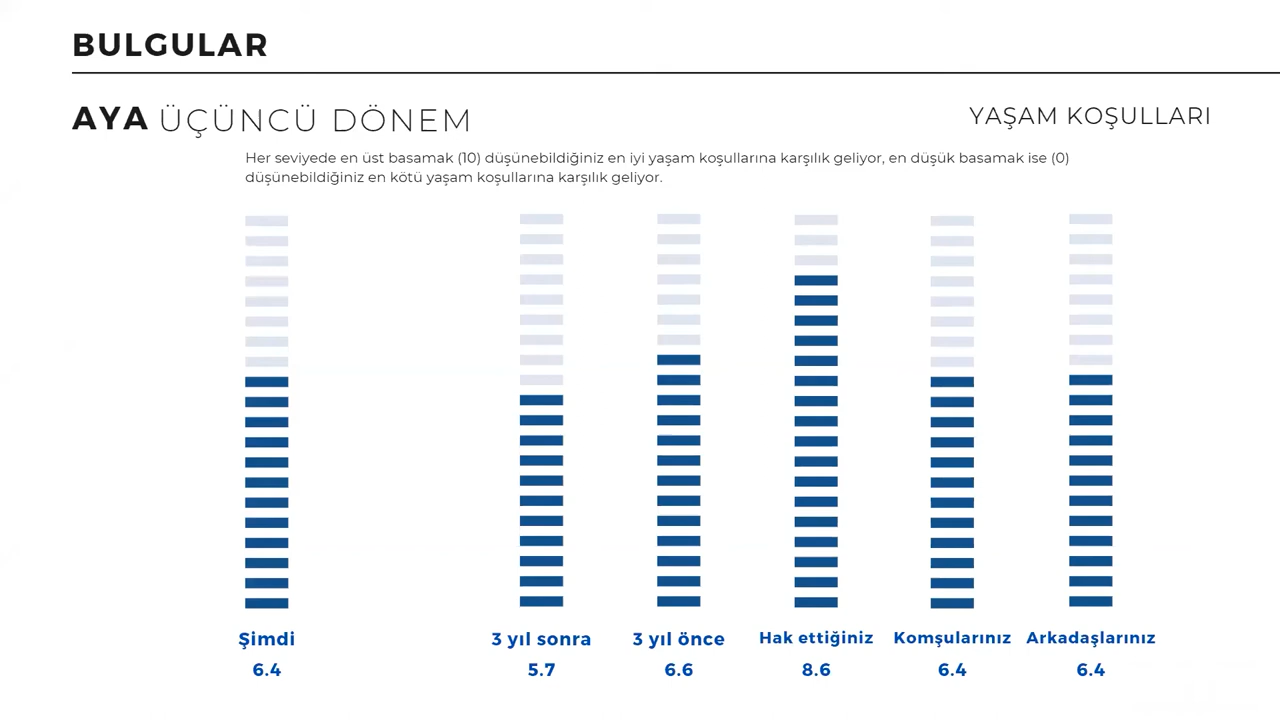 BULGULAR
AYA ÜÇÜNCÜ DÖNEM
YAŞAM KOŞULLARI
Her seviyede en üst basamak (10) düşünebildiğiniz en iyi yaşam koşullarına karşılık geliyor, en düşük basamak ise (0)
düşünebildiğiniz en kötü yaşam koşullarına karşılık geliyor.
Şimdi 3 yıl sonra 3 yıl önce Hak ettiğiniz Komşularınız Arkadaşlarınız
6.4 5.7 6.6 8.6 6.4 6.4